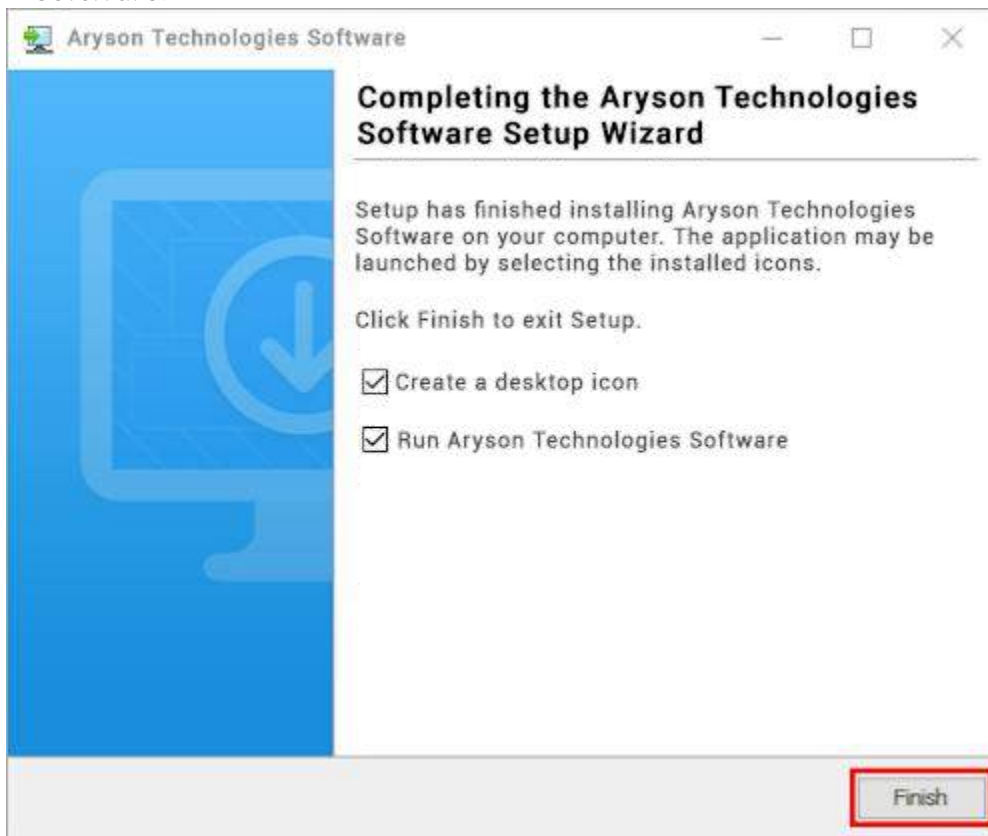 Aryson Technologies Software
Completing the Aryson Technologies
Software Setup Wizard
Setup has finished installing Aryson Technologies
Software on your computer. The application may be
launched by selecting the installed icons.
Click Finish to exit Setup.
Create a desktop icon
Run Aryson Technologies Software
Finish